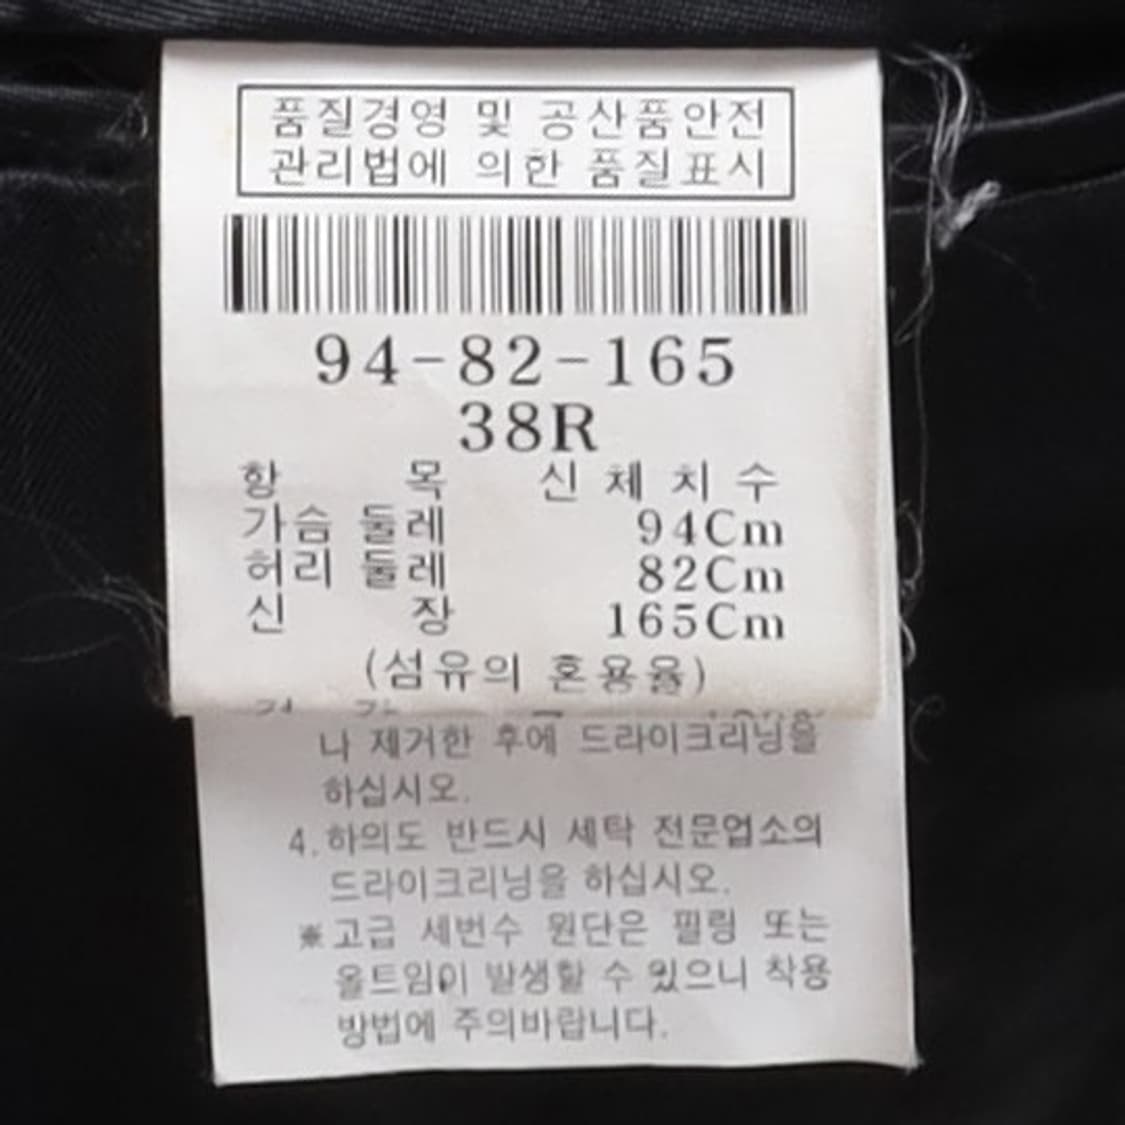 품질경영 및 공산품안전
관리법에 의한 품질표시
94-82-165
38R
항 목 신 체 치 수
가슴 둘레 94Cm
허리 둘레 82Cm
신 장 165Cm
(섬유의 혼용율)
나 제거한 후에 드라이크리닝을
하십시오.
4.하의도 반드시 세탁 전문업소의
드라이크리닝을 하십시오.
※고급 세번수 원단은 필링 또는
올트임이 발생할 수 있으니 착용
방법에 주의바랍니다.